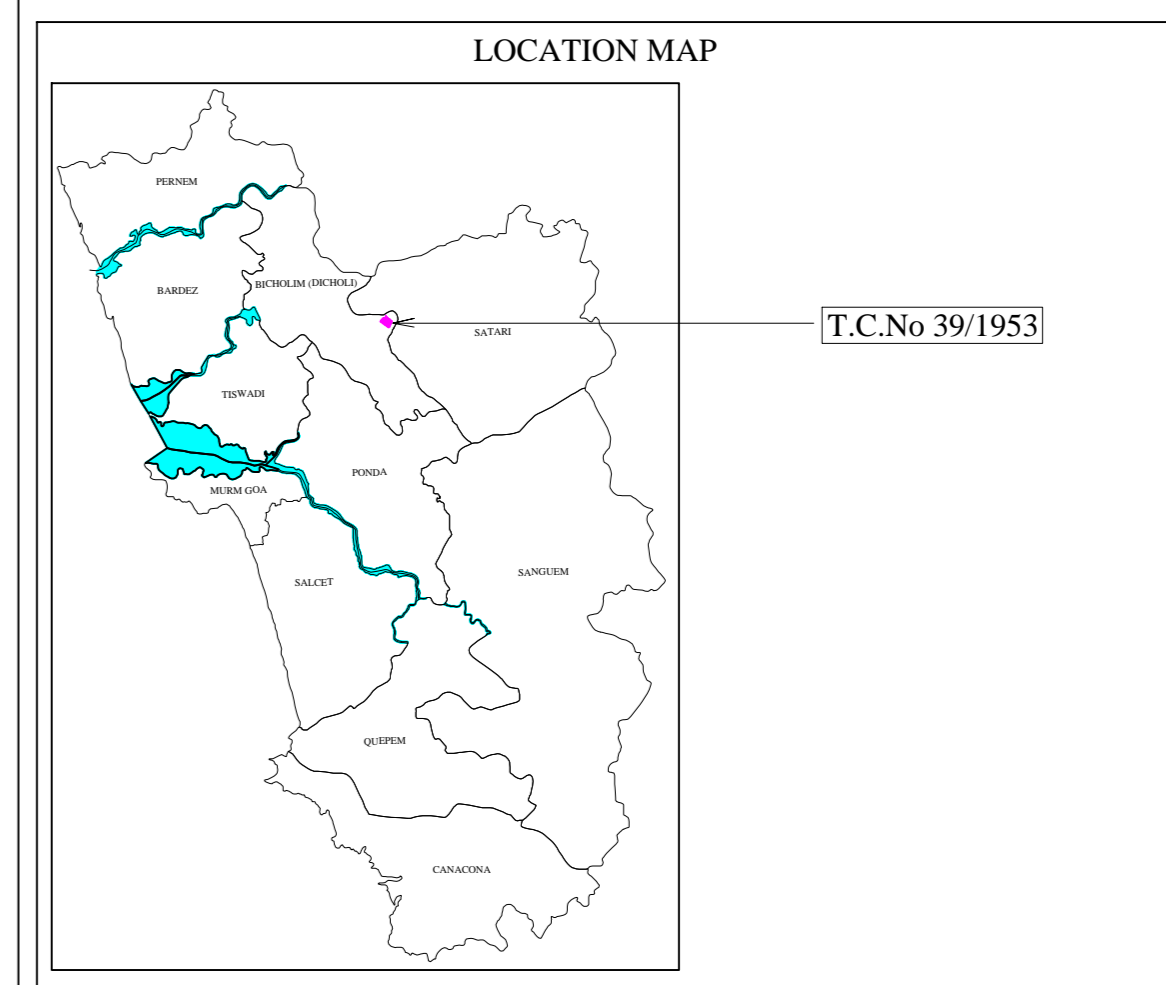 LOCATION MAP
PERNEM
BARDEZ
BICHOLIM (DICHOLI)
T.C.No 39/1953
SATARI
TISWADI
PONDA
MURM GOA
SALCET
SANGUEM
QUEPEM
CANACONA